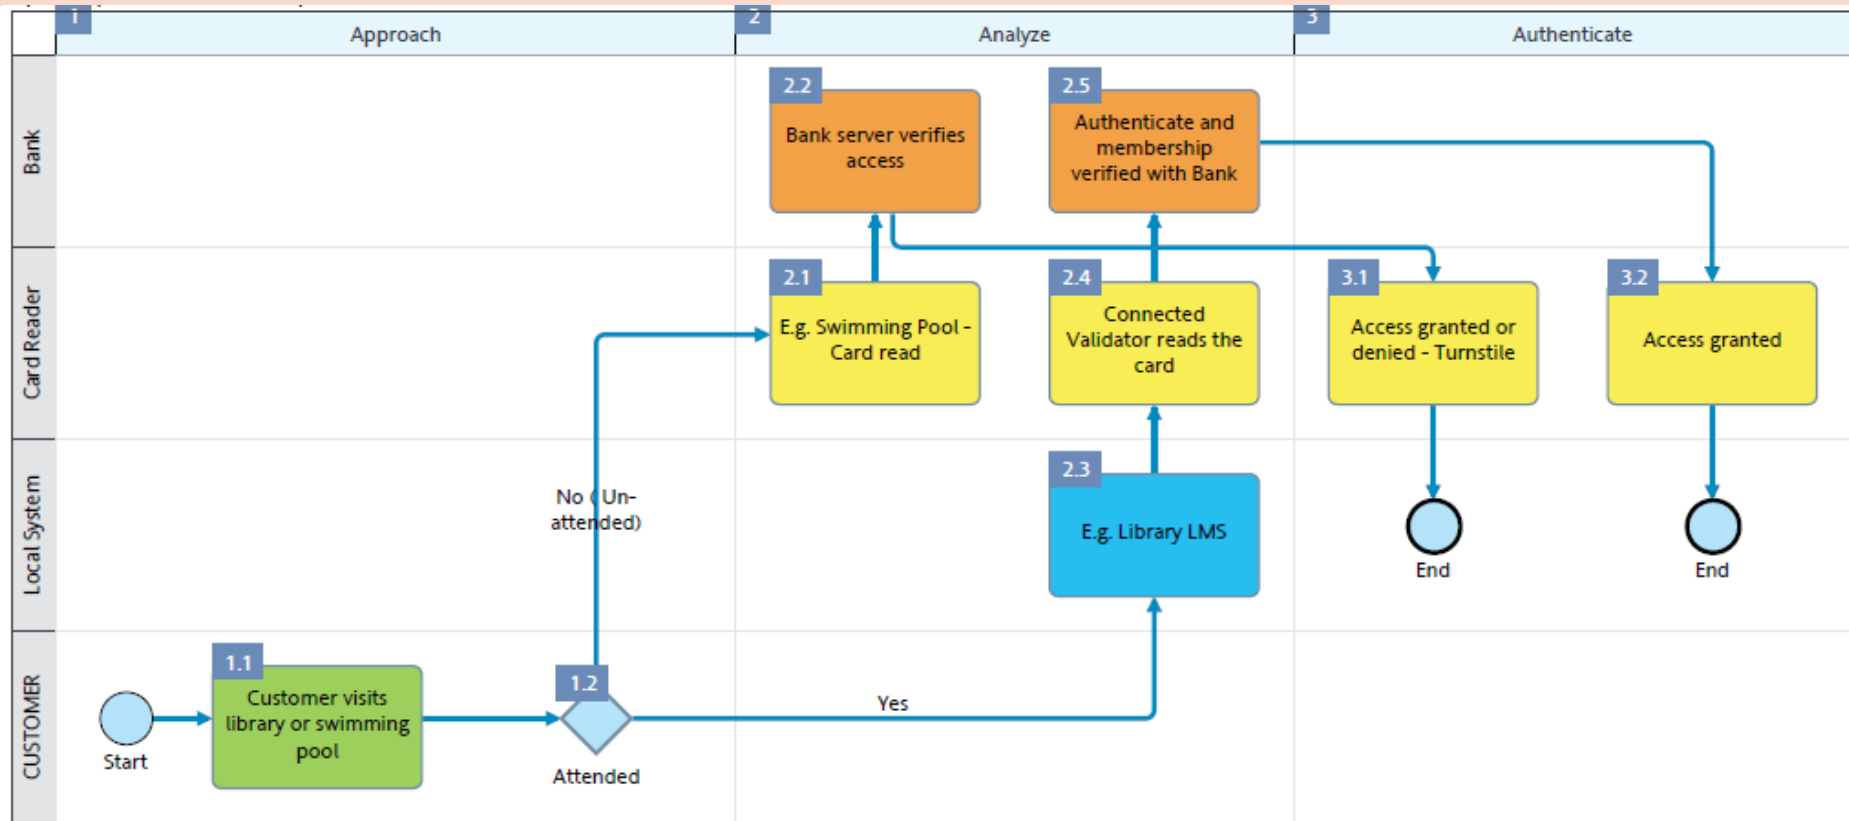 1
Approach
2
Analyze
3
Authenticate
Bank
2.2
Bank server verifies
access
2.5
Authenticate and
membership
verified with Bank
Card Reader
2.1
E.g. Swimming Pool -
Card read
2.4
Connected
Validator reads the
card
3.1
Access granted or
denied - Turnstile
3.2
Access granted
Local System
No ( Un-
attended)
2.3
E.g. Library LMS
End
End
CUSTOMER
Start
1.1
Customer visits
library or swimming
pool
1.2
Attended
Yes